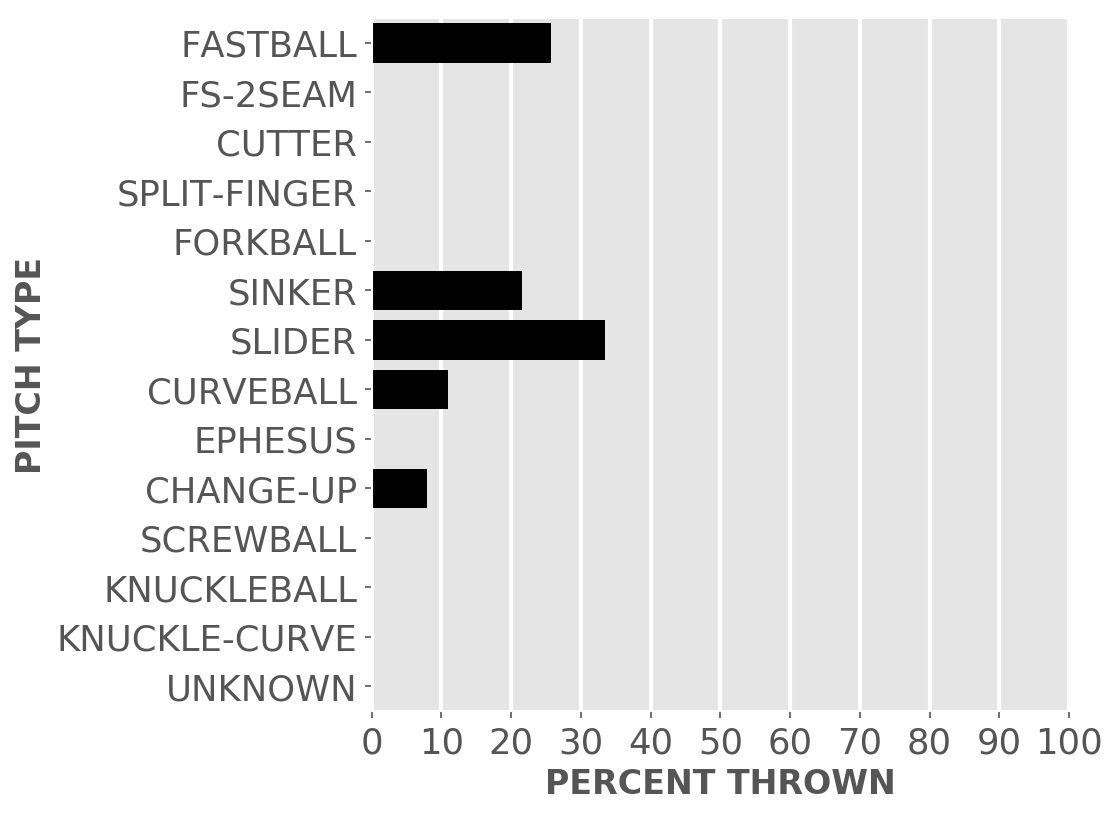 FASTBALL
FS-2SEAM
CUTTER
SPLIT-FINGER
FORKBALL
SINKER
SLIDER
CURVEBALL
EPHESUS
CHANGE-UP
SCREWBALL
KNUCKLEBALL
KNUCKLE-CURVE
UNKNOWN
PITCH TYPE
0 10 20 30 40 50 60 70 80 90 100
PERCENT THROWN